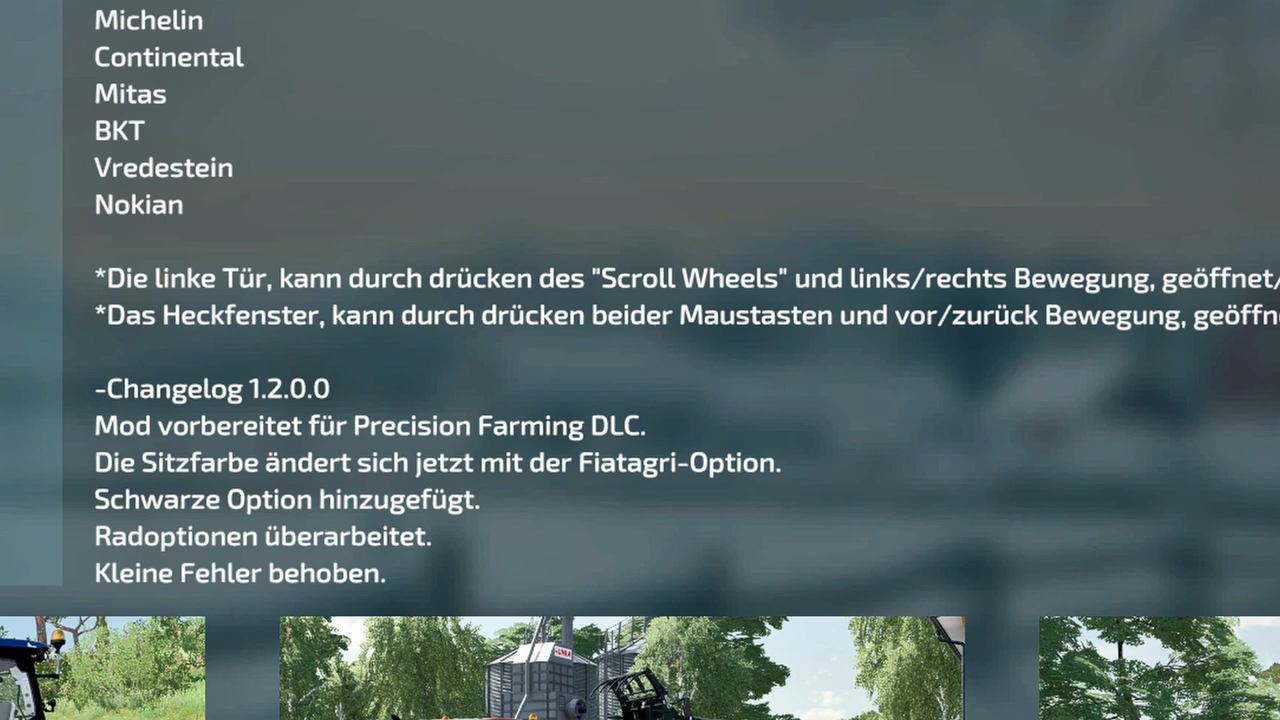 Michelin
Continental
Mitas
BKT
Vredestein
Nokian
*Die linke Tür, kann durch drücken des "Scroll Wheels" und links/rechts Bewegung, geöffnet/
*Das Heckfenster, kann durch drücken beider Maustasten und vor/zurück Bewegung,
-Changelog 1.2.0.0
Mod vorbereitet für Precision Farming DLC.
Die Sitzfarbe ändert sich jetzt mit der Fiatagri-Option.
Schwarze Option hinzugefügt.
Radoptionen überarbeitet.
Kleine Fehler behoben.